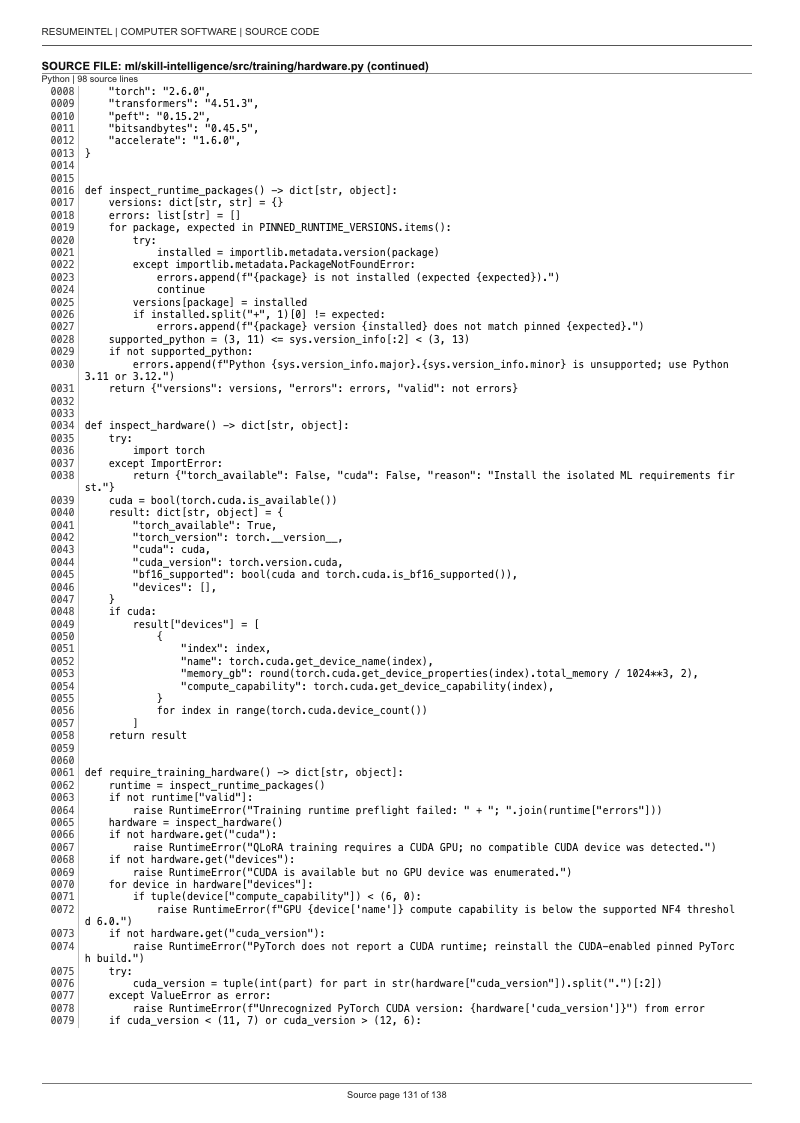 RESUMEINTEL | COMPUTER SOFTWARE | SOURCE CODE
SOURCE FILE: ml/skill-intelligence/src/training/hardware.py (continued)
Python | 98 source lines
0008     "torch": "2.6.0",
0009     "transformers": "4.51.3",
0010     "peft": "0.15.2",
0011     "bitsandbytes": "0.45.5",
0012     "accelerate": "1.6.0",
0013 }
0014
0015
0016 def inspect_runtime_packages() -> dict[str, object]:
0017     versions: dict[str, str] = {}
0018     errors: list[str] = []
0019     for package, expected in PINNED_RUNTIME_VERSIONS.items():
0020         try:
0021             installed = importlib.metadata.version(package)
0022         except importlib.metadata.PackageNotFoundError:
0023             errors.append(f"{package} is not installed (expected {expected}).")
0024             continue
0025         versions[package] = installed
0026         if installed.split("+", 1)[0] != expected:
0027             errors.append(f"{package} version {installed} does not match pinned {expected}.")
0028     supported_python = (3, 11) <= sys.version_info[:2] < (3, 13)
0029     if not supported_python:
0030         errors.append(f"Python {sys.version_info.major}.{sys.version_info.minor} is unsupported; use Python
3.11 or 3.12.")
0031     return {"versions": versions, "errors": errors, "valid": not errors}
0032
0033
0034 def inspect_hardware() -> dict[str, object]:
0035     try:
0036         import torch
0037     except ImportError:
0038         return {"torch_available": False, "cuda": False, "reason": "Install the isolated ML requirements fir
st."}
0039     cuda = bool(torch.cuda.is_available())
0040     result: dict[str, object] = {
0041         "torch_available": True,
0042         "torch_version": torch.__version__,
0043         "cuda": cuda,
0044         "cuda_version": torch.version.cuda,
0045         "bf16_supported": bool(cuda and torch.cuda.is_bf16_supported()),
0046         "devices": [],
0047     }
0048     if cuda:
0049         result["devices"] = [
0050             {
0051                 "index": index,
0052                 "name": torch.cuda.get_device_name(index),
0053                 "memory_gb": round(torch.cuda.get_device_properties(index).total_memory / 1024**3, 2),
0054                 "compute_capability": torch.cuda.get_device_capability(index),
0055             }
0056             for index in range(torch.cuda.device_count())
0057         ]
0058     return result
0059
0060
0061 def require_training_hardware() -> dict[str, object]:
0062     runtime = inspect_runtime_packages()
0063     if not runtime["valid"]:
0064         raise RuntimeError("Training runtime preflight failed: " + "; ".join(runtime["errors"]))
0065     hardware = inspect_hardware()
0066     if not hardware.get("cuda"):
0067         raise RuntimeError("QLoRA training requires a CUDA GPU; no compatible CUDA device was detected.")
0068     if not hardware.get("devices"):
0069         raise RuntimeError("CUDA is available but no GPU device was enumerated.")
0070     for device in hardware["devices"]:
0071         if tuple(device["compute_capability"]) < (6, 0):
0072             raise RuntimeError(f"GPU {device['name']} compute capability is below the supported NF4 threshol
d 6.0.")
0073     if not hardware.get("cuda_version"):
0074         raise RuntimeError("PyTorch does not report a CUDA runtime; reinstall the CUDA-enabled pinned PyTorc
h build.")
0075     try:
0076         cuda_version = tuple(int(part) for part in str(hardware["cuda_version"]).split(".")[:2])
0077     except ValueError as error:
0078         raise RuntimeError(f"Unrecognized PyTorch CUDA version: {hardware['cuda_version']}") from error
0079     if cuda_version < (11, 7) or cuda_version > (12, 6):
Source page 131 of 138